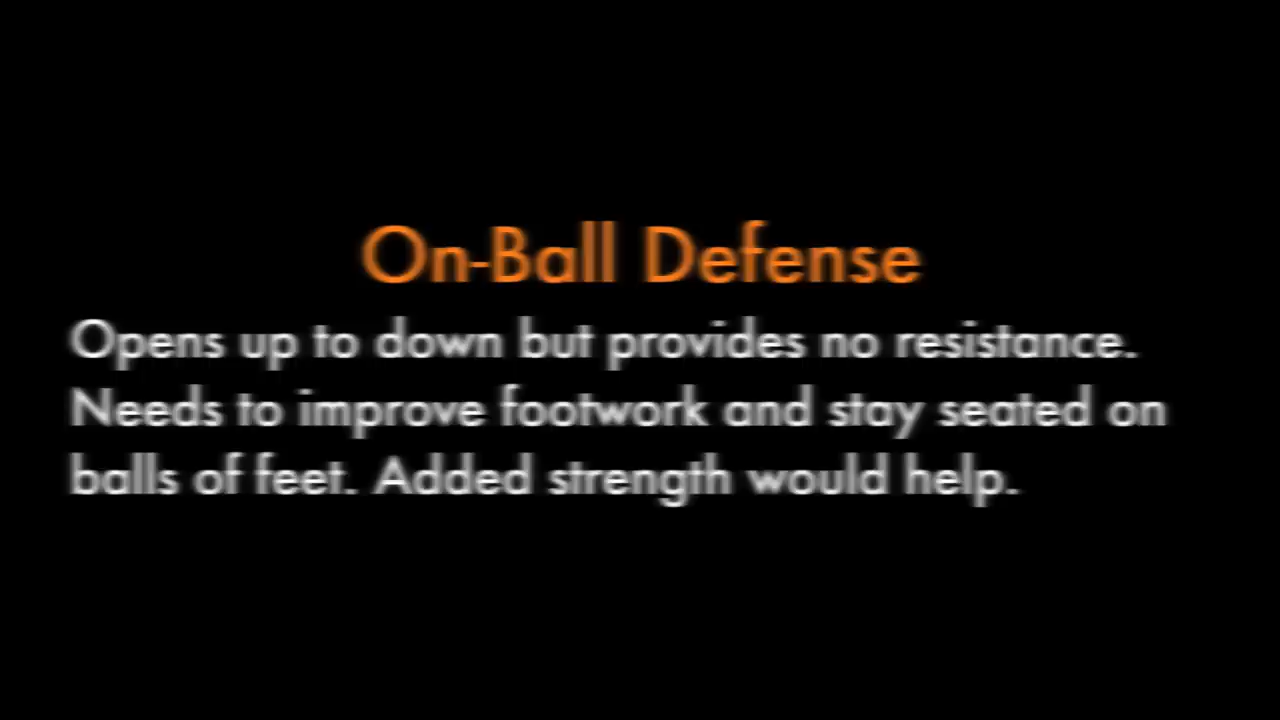 On-Ball Defense
Opens up to down but provides no resistance.
Needs to improve footwork and stay seated on
balls of feet. Added strength would help.